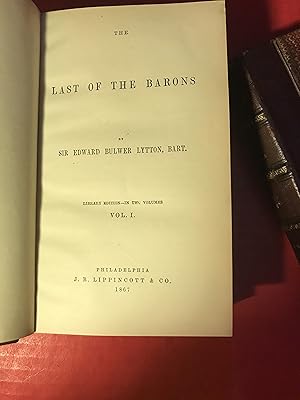 THE
LAST OF THE BARONS
BY
SIR EDWARD BULWER LYTTON, BART.
LIBRARY EDITION—IN TWO VOLUMES
VOL. I.
PHILADELPHIA
J. B. LIPPINCOTT & CO.
1867